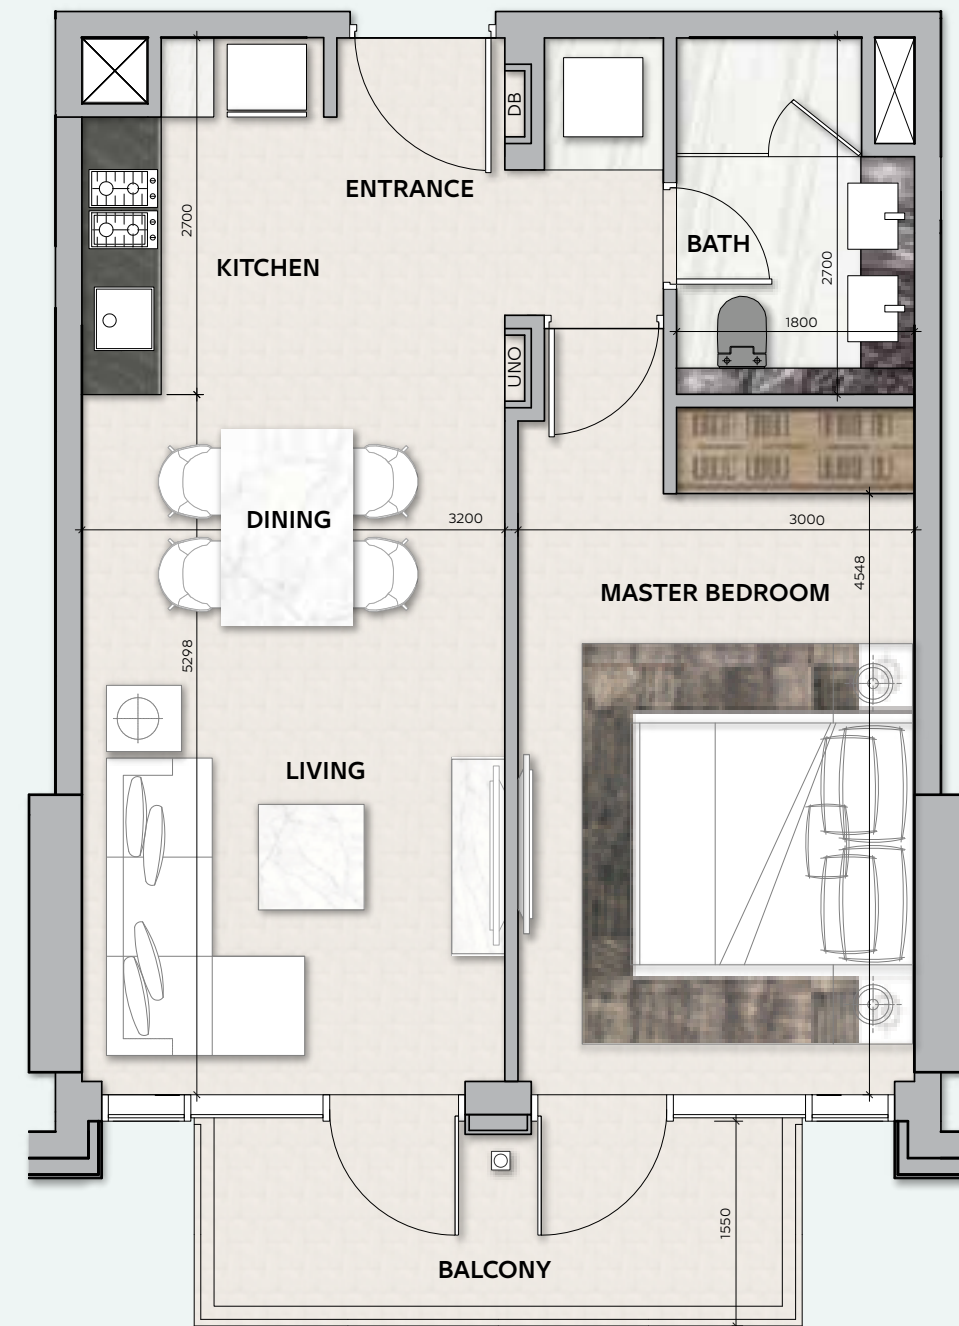 DB
ENTRANCE
2700
KITCHEN
BATH
2700
1800
UNO
DINING
3200
3000
4548
MASTER BEDROOM
5298
LIVING
1550
BALCONY